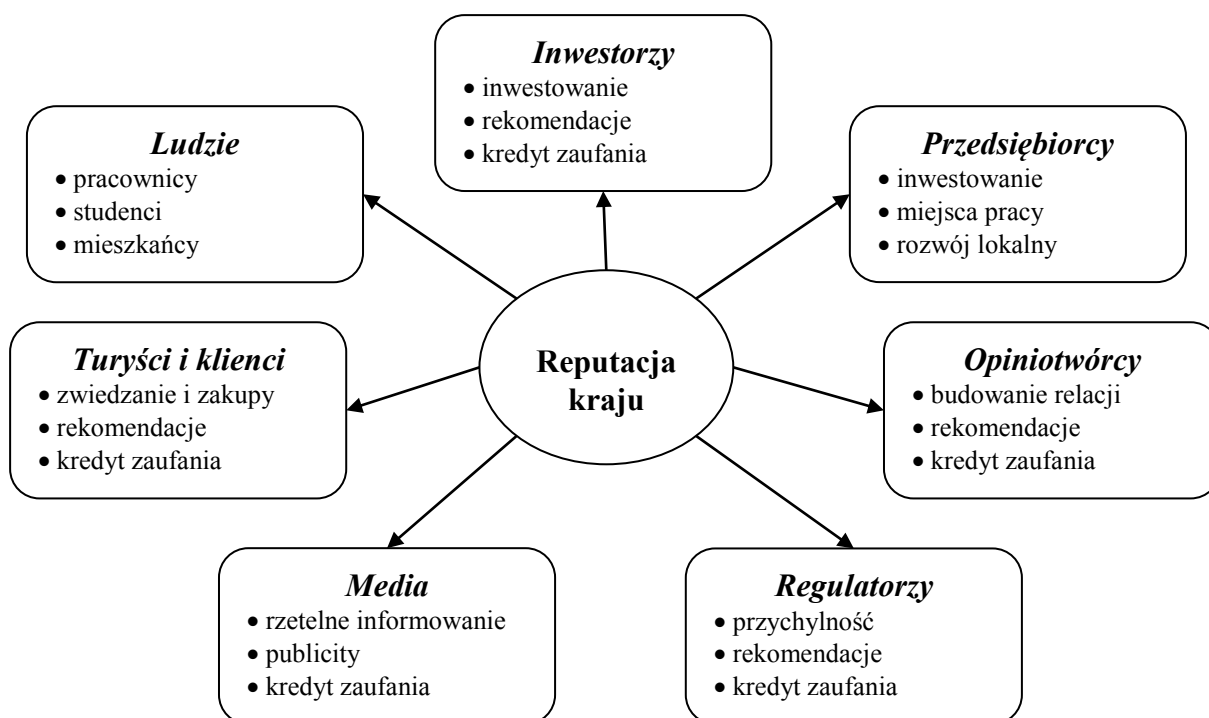 Inwestorzy
• inwestowanie
• rekomendacje
• kredyt zaufania
Ludzie
• pracownicy
• studenci
• mieszkańcy
Przedsiębiorcy
• inwestowanie
• miejsca pracy
• rozwój lokalny
Turyści i klienci
• zwiedzanie i zakupy
• rekomendacje
• kredyt zaufania
Reputacja
kraju
Opiniotwórcy
• budowanie relacji
• rekomendacje
• kredyt zaufania
Media
• rzetelne informowanie
• publicity
• kredyt zaufania
Regulatorzy
• przychylność
• rekomendacje
• kredyt zaufania